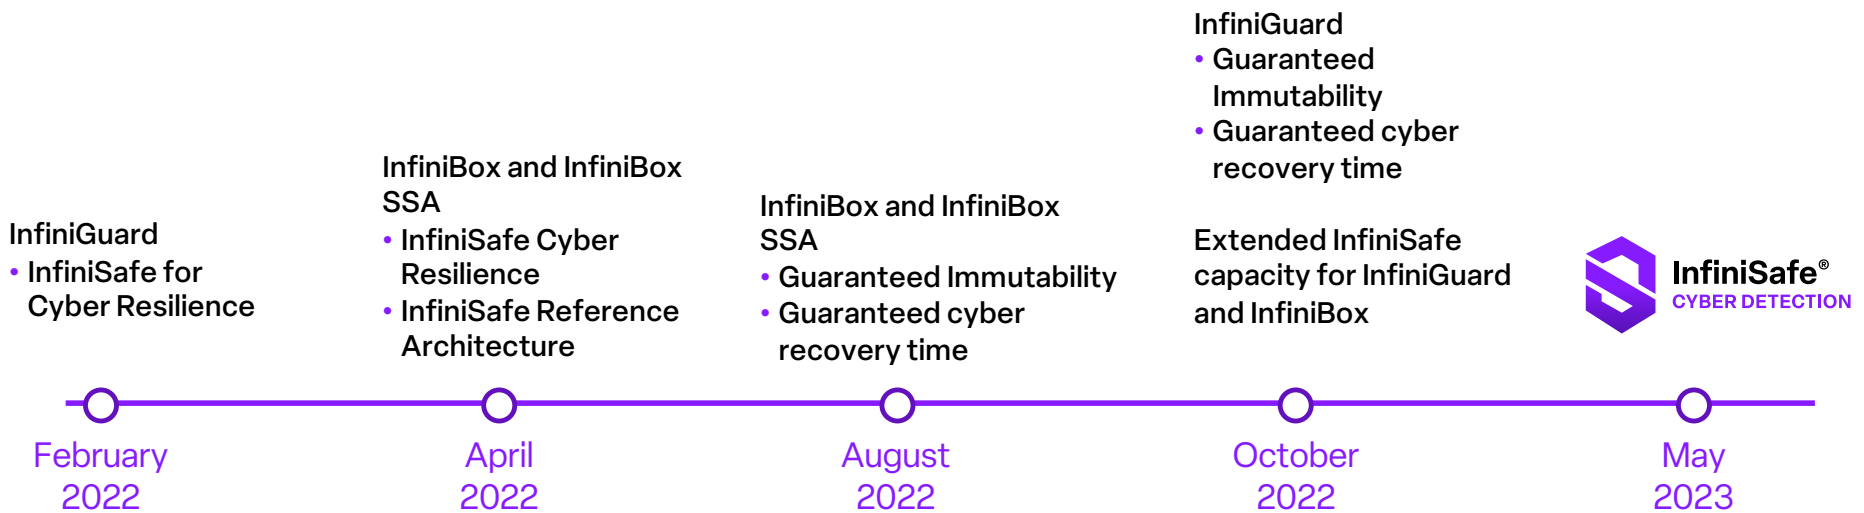 InfiniGuard
• InfiniSafe for
Cyber Resilience
February
2022
InfiniBox and InfiniBox
SSA
• InfiniSafe Cyber
Resilience
• InfiniSafe Reference
Architecture
April
2022
InfiniBox and InfiniBox
SSA
• Guaranteed Immutability
• Guaranteed cyber
recovery time
August
2022
InfiniGuard
• Guaranteed
Immutability
• Guaranteed cyber
recovery time
Extended InfiniSafe
capacity for InfiniGuard
and InfiniBox
October
2022
InfiniSafe®
CYBER DETECTION
May
2023